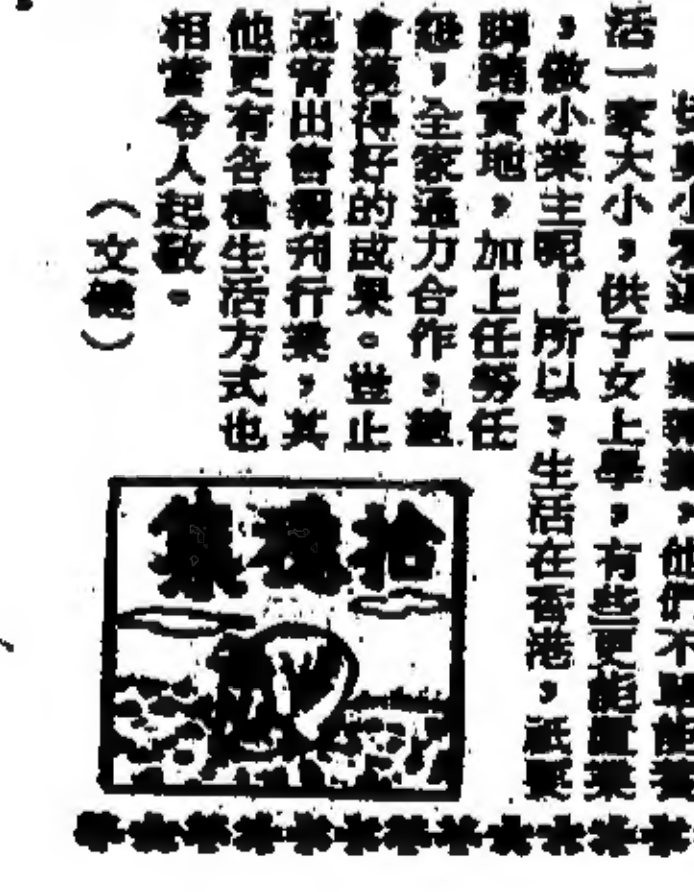 ，他們不單能養
活一家大小，供子女上學，有些更能置業
，做小業主呢！所以，生活在香港，祇要
腳踏實地，加上任勞任
怨，全家通力合作，總
會獲得好的成果。豈止
通宵出售報刊行業，其
他更有各種生活方式也
相當令人起敬。
（文健）
拾穗集